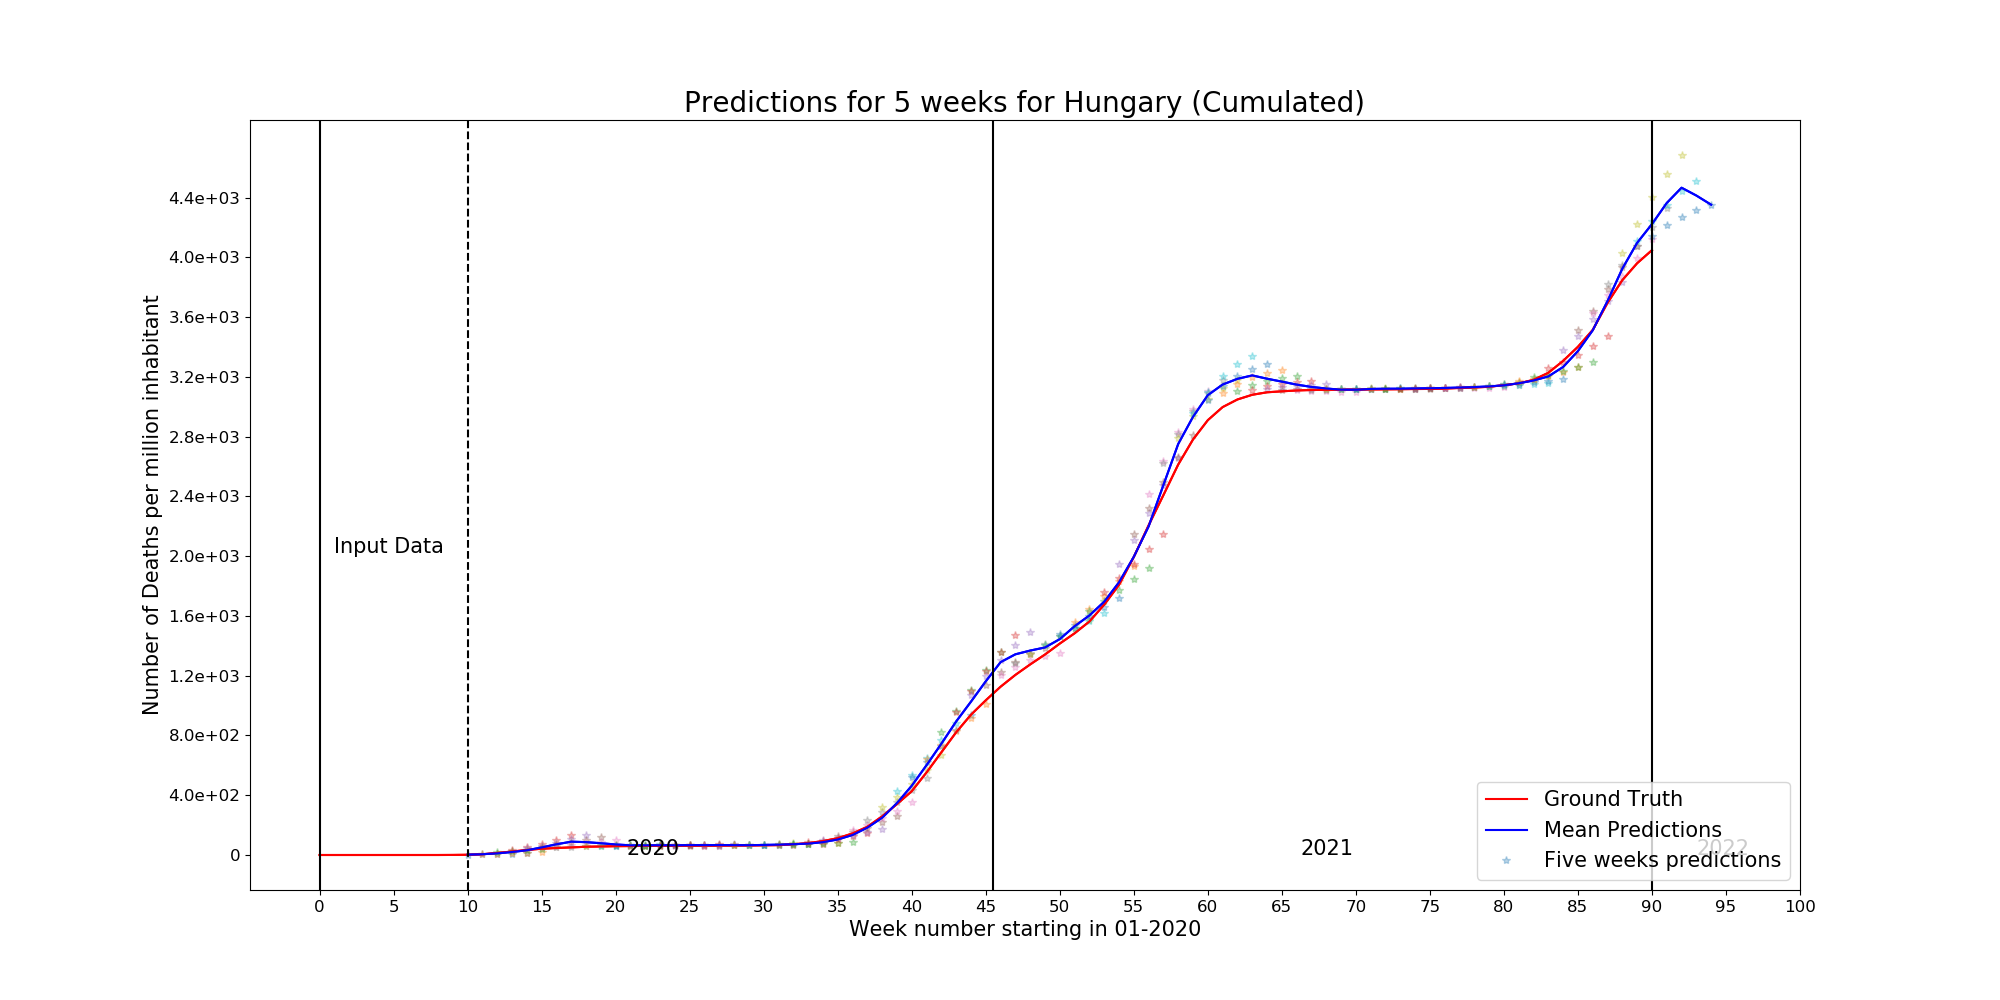 Predictions for 5 weeks for Hungary (Cumulated)
Number of Deaths per million inhabitant
4.4e+03
4.0e+03
3.6e+03
3.2e+03
2.8e+03
2.4e+03
2.0e+03
1.6e+03
1.2e+03
8.0e+02
4.0e+02
0
Input Data
2020
2021
2022
Ground Truth
Mean Predictions
Five weeks predictions
0 5 10 15 20 25 30 35 40 45 50 55 60 65 70 75 80 85 90 95 100
Week number starting in 01-2020